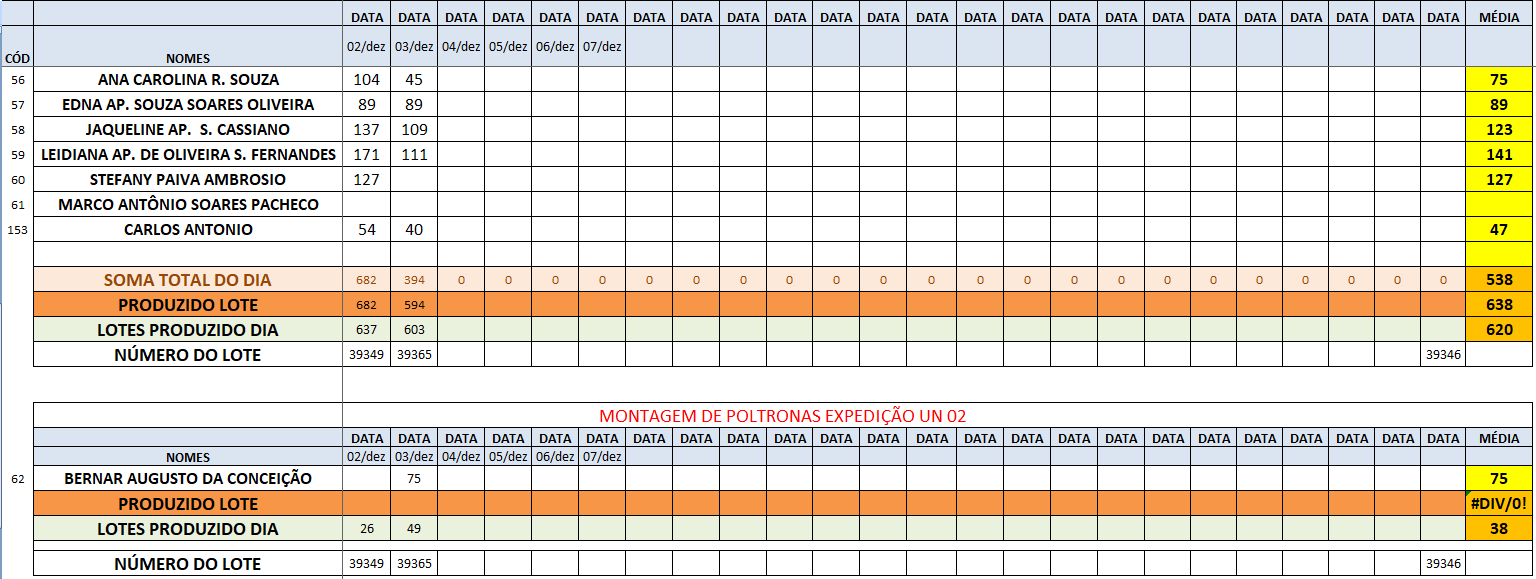 DATA DATA DATA DATA DATA DATA DATA DATA DATA DATA DATA DATA DATA DATA DATA DATA DATA DATA DATA DATA DATA DATA DATA DATA MÉDIA
CÓD NOMES 02/dez 03/dez 04/dez 05/dez 06/dez 07/dez
56 ANA CAROLINA R. SOUZA 104 45 75
57 EDNA AP. SOUZA SOARES OLIVEIRA 89 89 89
58 JAQUELINE AP. S. CASSIANO 137 109 123
59 LEIDIANA AP. DE OLIVEIRA S. FERNANDES 171 111 141
60 STEFANY PAIVA AMBROSIO 127 127
61 MARCO ANTÔNIO SOARES PACHECO
153 CARLOS ANTONIO 54 40 47
SOMA TOTAL DO DIA 682 394 0 0 0 0 0 0 0 0 0 0 0 0 0 0 0 0 0 0 0 0 0 0 538
PRODUZIDO LOTE 682 594 638
LOTES PRODUZIDO DIA 637 603 620
NÚMERO DO LOTE 39349 39365 39346
MONTAGEM DE POLTRONAS EXPEDIÇÃO UN 02
DATA DATA DATA DATA DATA DATA DATA DATA DATA DATA DATA DATA DATA DATA DATA DATA DATA DATA DATA DATA DATA DATA DATA DATA MÉDIA
NOMES 02/dez 03/dez 04/dez 05/dez 06/dez 07/dez
62 BERNAR AUGUSTO DA CONCEIÇÃO 75 75
PRODUZIDO LOTE #DIV/0!
LOTES PRODUZIDO DIA 26 49 38
NÚMERO DO LOTE 39349 39365 39346